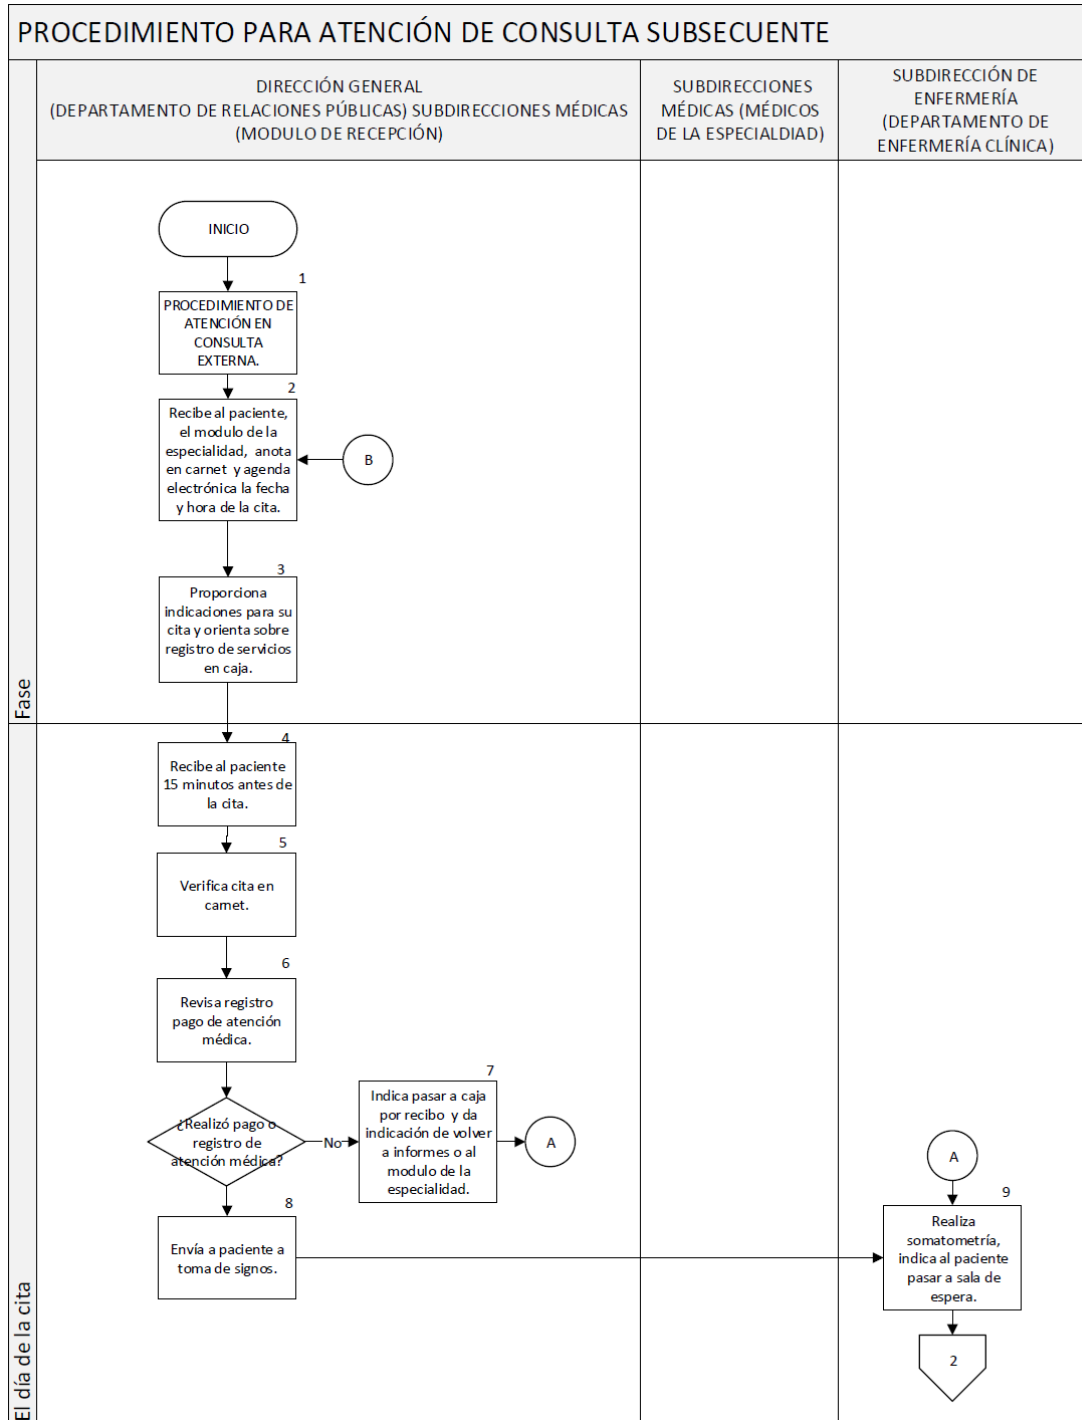 PROCEDIMIENTO PARA ATENCIÓN DE CONSULTA SUBSECUENTE
DIRECCIÓN GENERAL
(DEPARTAMENTO DE RELACIONES PÚBLICAS) SUBDIRECCIONES MÉDICAS
(MODULO DE RECEPCIÓN)
SUBDIRECCIONES
MÉDICAS (MÉDICOS
DE LA ESPECIALDIAD)
SUBDIRECCIÓN DE
ENFERMERÍA
(DEPARTAMENTO DE
ENFERMERÍA CLÍNICA)
Fase
INICIO
1
PROCEDIMIENTO DE
ATENCIÓN EN
CONSULTA
EXTERNA.
2
Recibe al paciente,
el modulo de la
especialidad, anota
en carnet y agenda
electrónica la fecha
y hora de la cita.
B
3
Proporciona
indicaciones para su
cita y orienta sobre
registro de servicios
en caja.
El día de la cita
4
Recibe al paciente
15 minutos antes de
la cita.
5
Verifica cita en
carnet.
6
Revisa registro
pago de atención
médica.
¿Realizó pago o
registro de
atención médica?
No
7
Indica pasar a caja
por recibo y da
indicación de volver
a informes o al
modulo de la
especialidad.
A
8
Envía a paciente a
toma de signos.
A
9
Realiza
somatometría,
indica al paciente
pasar a sala de
espera.
2